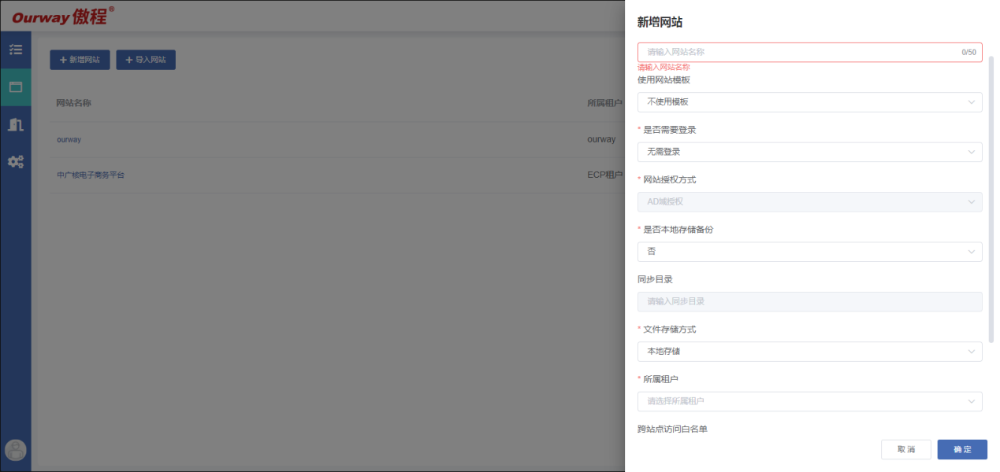 Ourway 傲程®
新增网站
导入网站
网站名称
所属租户
ourway
ourway
中广核电子商务平台
ECP租户
新增网站
请输入网站名称
0/50
请输入网站名称
使用网站模板
不使用模板
* 是否需要登录
无需登录
* 网站授权方式
AD域授权
* 是否本地存储备份
否
同步目录
请输入同步目录
* 文件存储方式
本地存储
* 所属租户
请选择所属租户
跨站点访问白名单
取 消
确 定